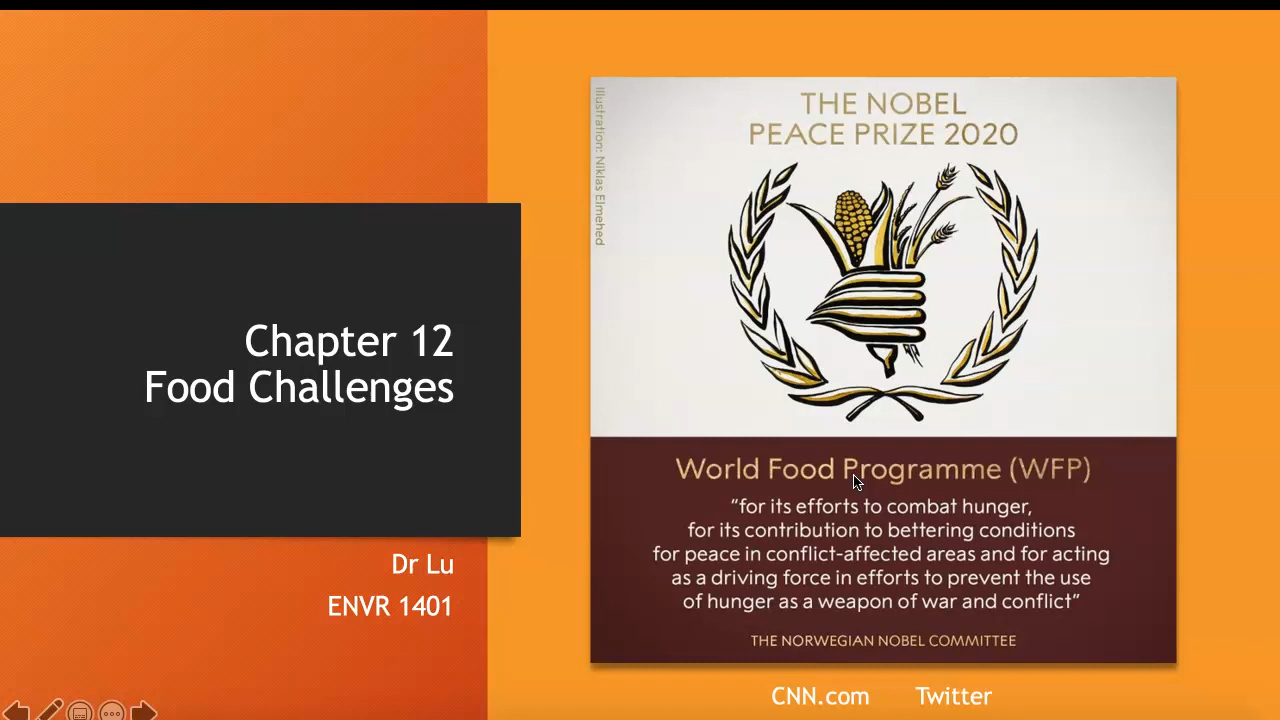 Chapter 12
Food Challenges
Dr Lu
ENVR 1401
Illustration: Niklas Elmehed
THE NOBEL
PEACE PRIZE 2020
World Food Programme (WFP)
“for its efforts to combat hunger,
for its contribution to bettering conditions
for peace in conflict-affected areas and for acting
as a driving force in efforts to prevent the use
of hunger as a weapon of war and conflict”
THE NORWEGIAN NOBEL COMMITTEE
CNN.com Twitter